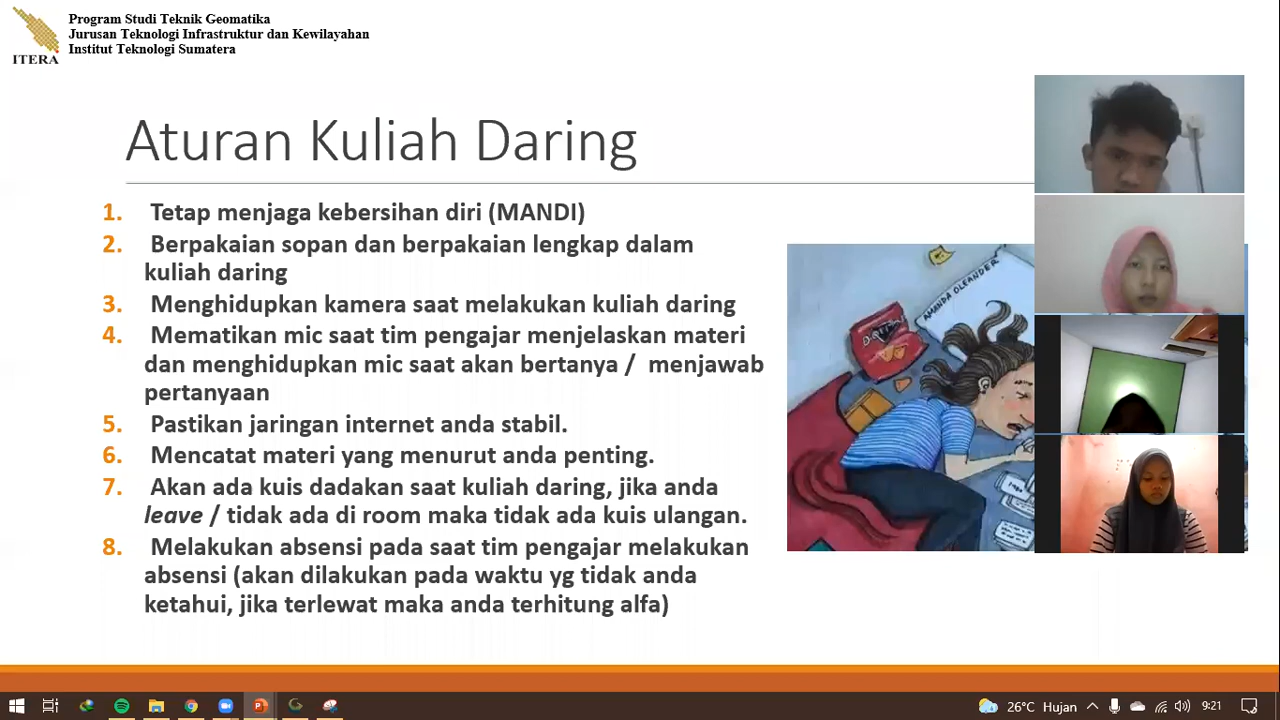 Program Studi Teknik Geomatika
Jurusan Teknologi Infrastruktur dan Kewilayahan
Institut Teknologi Sumatera
ITERA
Aturan Kuliah Daring
1. Tetap menjaga kebersihan diri (MANDI)
2. Berpakaian sopan dan berpakaian lengkap dalam
kuliah daring
3. Menghidupkan kamera saat melakukan kuliah daring
4. Mematikan mic saat tim pengajar menjelaskan materi
dan menghidupkan mic saat akan bertanya / menjawab
pertanyaan
5. Pastikan jaringan internet anda stabil.
6. Mencatat materi yang menurut anda penting.
7. Akan ada kuis dadakan saat kuliah daring, jika anda
leave / tidak ada di room maka tidak ada kuis ulangan.
8. Melakukan absensi pada saat tim pengajar melakukan
absensi (akan dilakukan pada waktu yg tidak anda
ketahui, jika terlewat maka anda terhitung alfa)
AMANDA OLEANDER
26°C Hujan
9:21